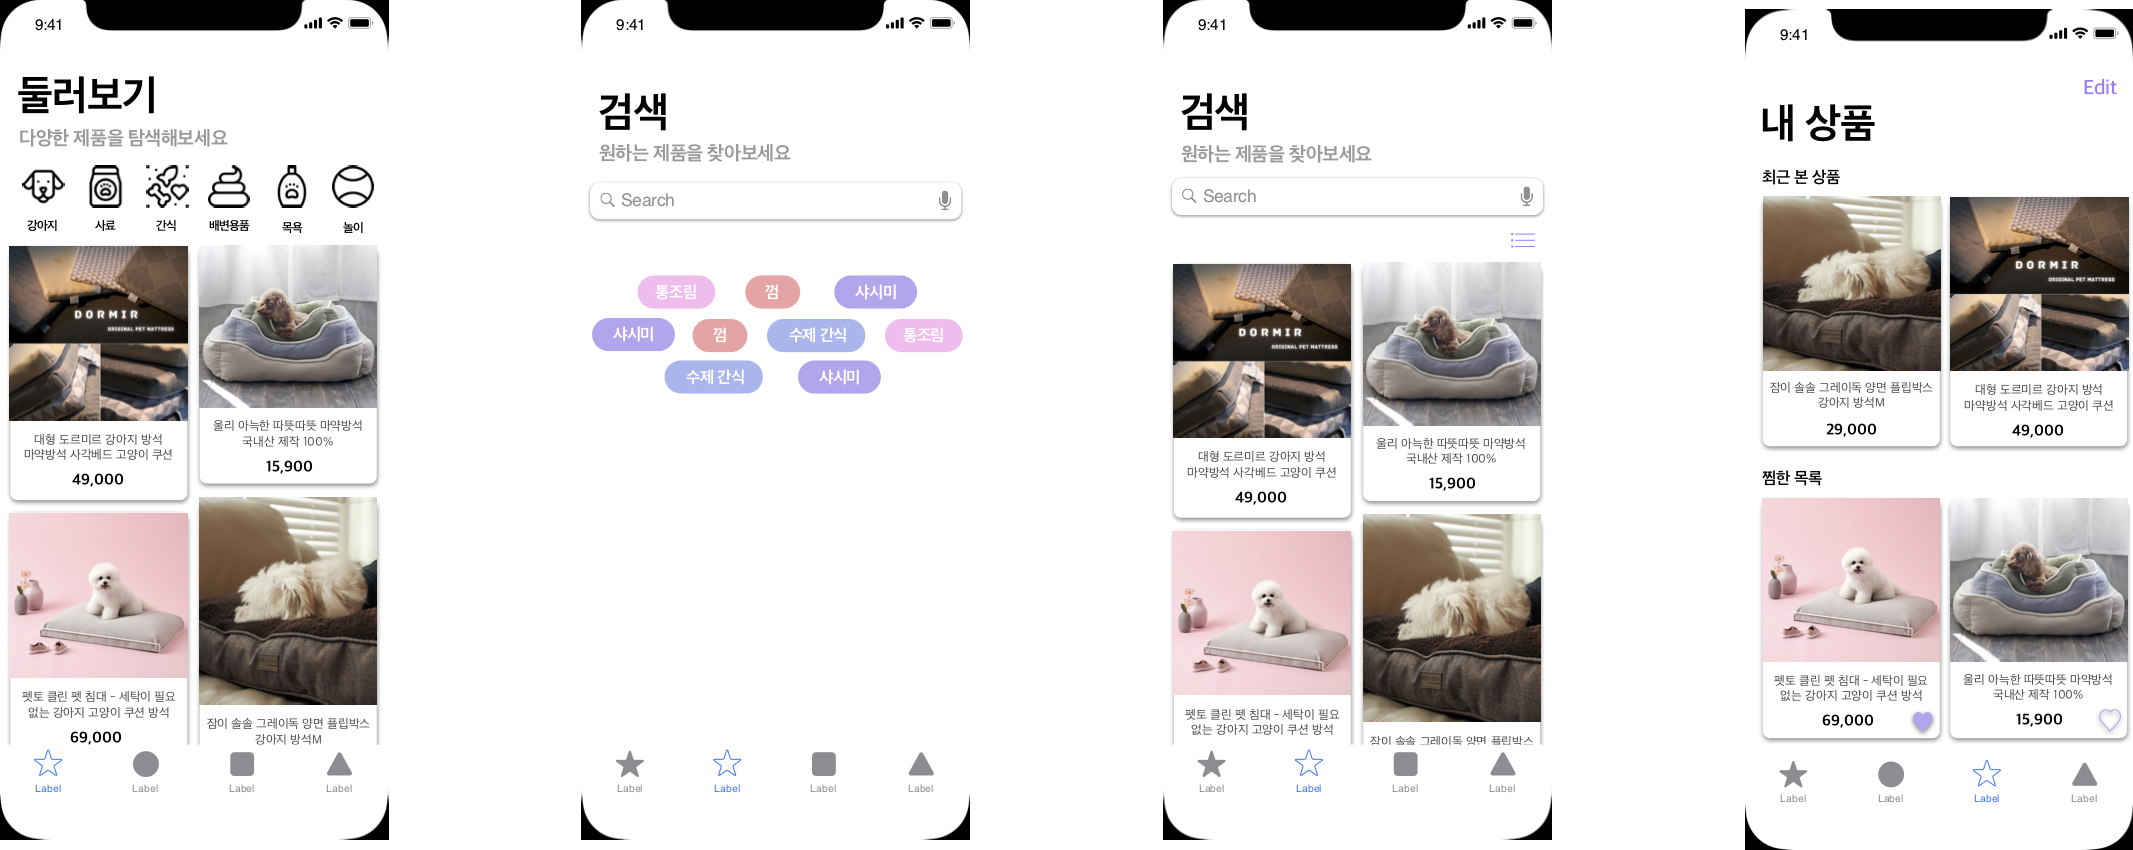 9:41
둘러보기
다양한 제품을 탐색해보세요
강아지
사료
간식
배변용품
목욕
놀이
DORMIR
ORIGINAL PET MATTRESS
대형 도르미르 강아지 방석
마약방석 사각베드 고양이 쿠션
49,000
울리 아늑한 따뜻따뜻 마약방석
국내산 제작 100%
15,900
펫토 클린 펫 침대 - 세탁이 필요
없는 강아지 고양이 쿠션 방석
69,000
잠이 솔솔 그레이독 양면 플립박스
강아지 방석M
Label
Label
Label
Label
9:41
검색
원하는 제품을 찾아보세요
Search
통조림
껌
샤시미
샤시미
껌
수제 간식
통조림
수제 간식
샤시미
Label
Label
Label
Label
9:41
검색
원하는 제품을 찾아보세요
Search
DORMIR
ORIGINAL PET MATTRESS
대형 도르미르 강아지 방석
마약방석 사각베드 고양이 쿠션
49,000
울리 아늑한 따뜻따뜻 마약방석
국내산 제작 100%
15,900
펫토 클린 펫 침대 - 세탁이 필요
없는 강아지 고양이 쿠션 방석
잠이 솔솔 그레이독 양면 플립박스
Label
Label
Label
Label
9:41
Edit
내 상품
최근 본 상품
잠이 솔솔 그레이독 양면 플립박스
강아지 방석M
29,000
DORMIR
ORIGINAL PET MATTRESS
대형 도르미르 강아지 방석
마약방석 사각베드 고양이 쿠션
49,000
찜한 목록
펫토 클린 펫 침대 - 세탁이 필요
없는 강아지 고양이 쿠션 방석
69,000
울리 아늑한 따뜻따뜻 마약방석
국내산 제작 100%
15,900
Label
Label
Label
Label